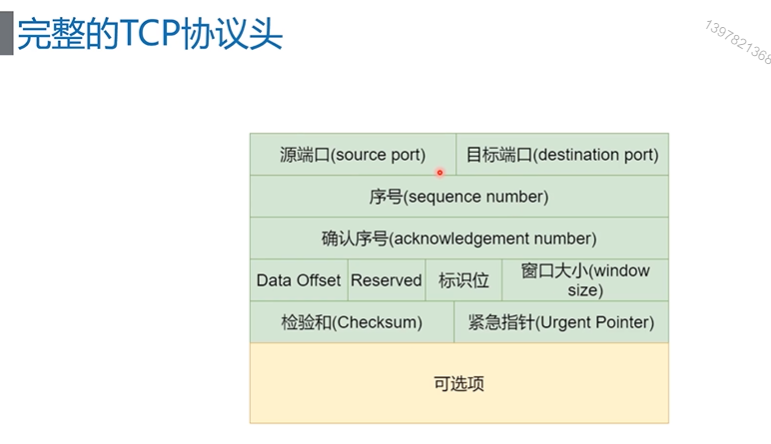 完整的TCP协议头
1397821368
源端口(source port)
目标端口(destination port)
序号(sequence number)
确认序号(acknowledgement number)
Data Offset
Reserved
标识位
窗口大小(window
size)
检验和(Checksum)
紧急指针(Urgent Pointer)
可选项